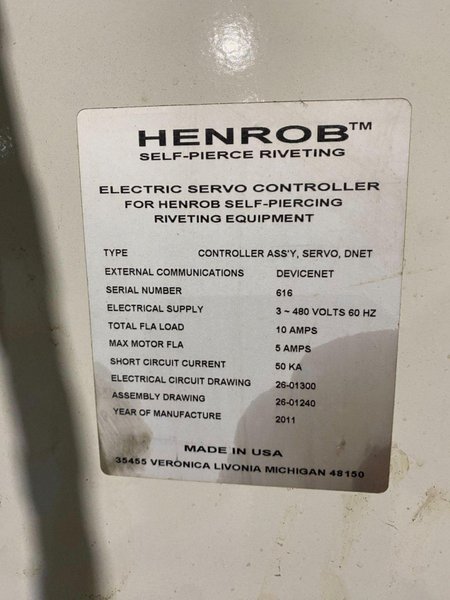 HENROB™
SELF-PIERCE RIVETING
ELECTRIC SERVO CONTROLLER
FOR HENROB SELF-PIERCING
RIVETING EQUIPMENT
TYPE CONTROLLER ASS'Y, SERVO, DNET
EXTERNAL COMMUNICATIONS DEVICENET
SERIAL NUMBER 616
ELECTRICAL SUPPLY 3 ~ 480 VOLTS 60 HZ
TOTAL FLA LOAD 10 AMPS
MAX MOTOR FLA 5 AMPS
SHORT CIRCUIT CURRENT 50 KA
ELECTRICAL CIRCUIT DRAWING 26-01300
ASSEMBLY DRAWING 26-01240
YEAR OF MANUFACTURE 2011
MADE IN USA
35455 VERONICA LIVONIA MICHIGAN 48150